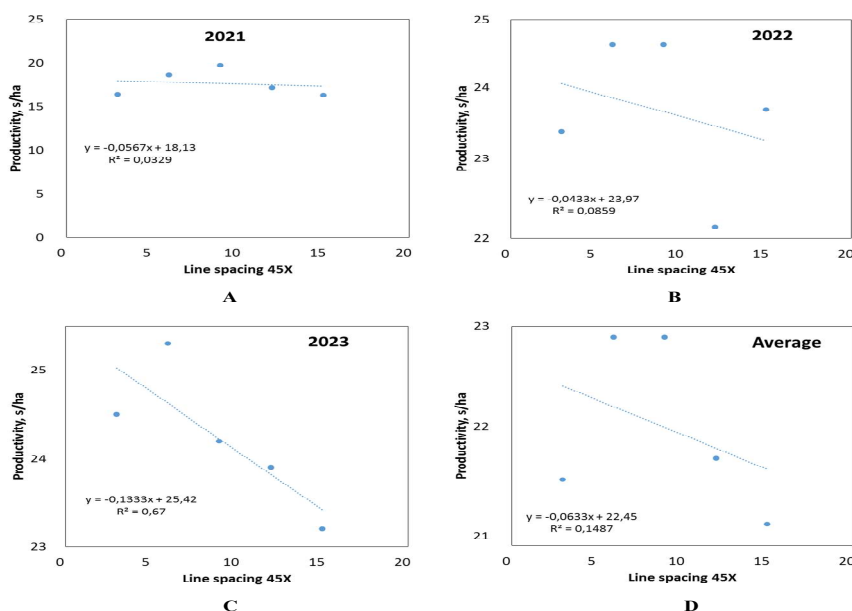 2021
Productivity, s/ha
25
20
15
10
5
0
y = -0,0567x + 18,13
R² = 0,0329
0 5 10 15 20
Line spacing 45X
A
2022
Productivity, s/ha
25
24
23
22
y = -0,0433x + 23,97
R² = 0,0859
0 5 10 15 20
Line spacing 45X
B
2023
Productivity, s/ha
25
24
23
y = -0,1333x + 25,42
R² = 0,67
0 5 10 15 20
Line spacing 45X
C
Average
Productivity, s/ha
23
22
21
y = -0,0633x + 22,45
R² = 0,1487
0 5 10 15 20
Line spacing 45X
D